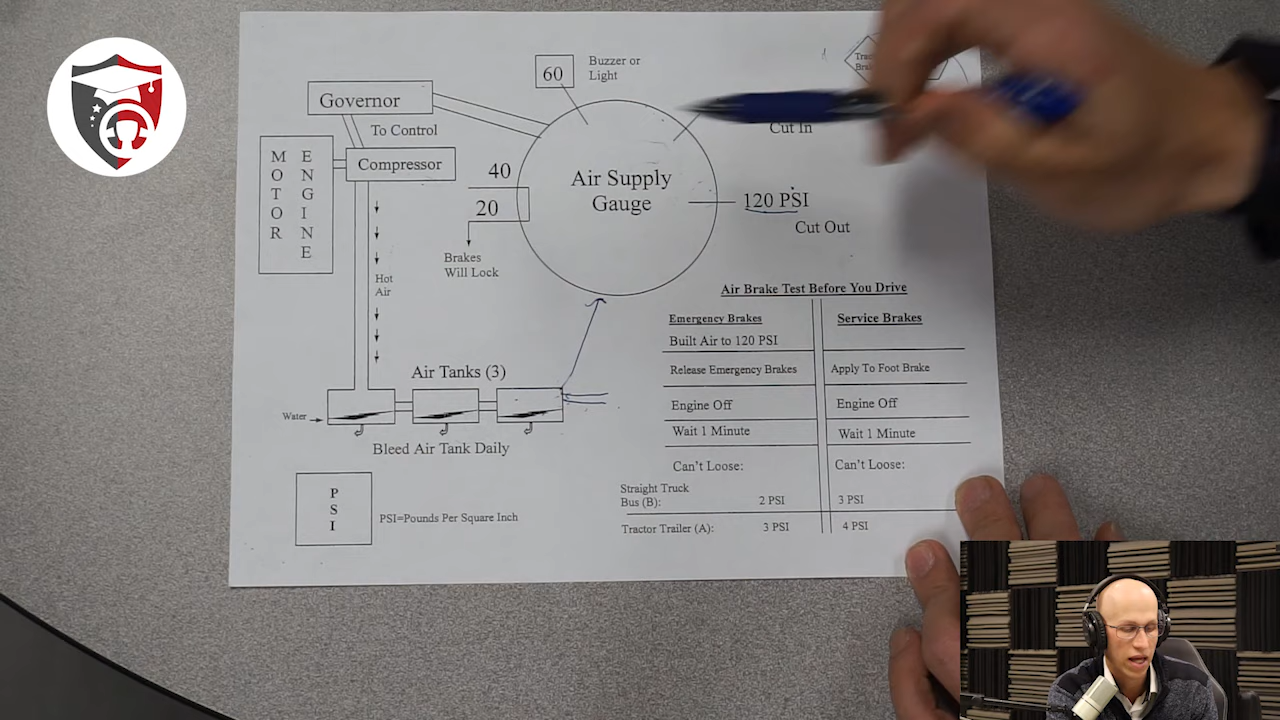 60
Buzzer or
Light
Governor
To Control
Compressor
MOTOR
ENGINE
40
20
Brakes
Will Lock
Air Supply
Gauge
Cut In
120 PSI
Cut Out
Hot
Air
Air Tanks (3)
Water
Bleed Air Tank Daily
PSI
PSI=Pounds Per Square Inch
Air Brake Test Before You Drive
Emergency Brakes
Service Brakes
Built Air to 120 PSI
Release Emergency Brakes
Apply To Foot Brake
Engine Off
Engine Off
Wait 1 Minute
Wait 1 Minute
Can't Loose:
Can't Loose:
Straight Truck
Bus (B):
2 PSI
3 PSI
Tractor Trailer (A):
3 PSI
4 PSI